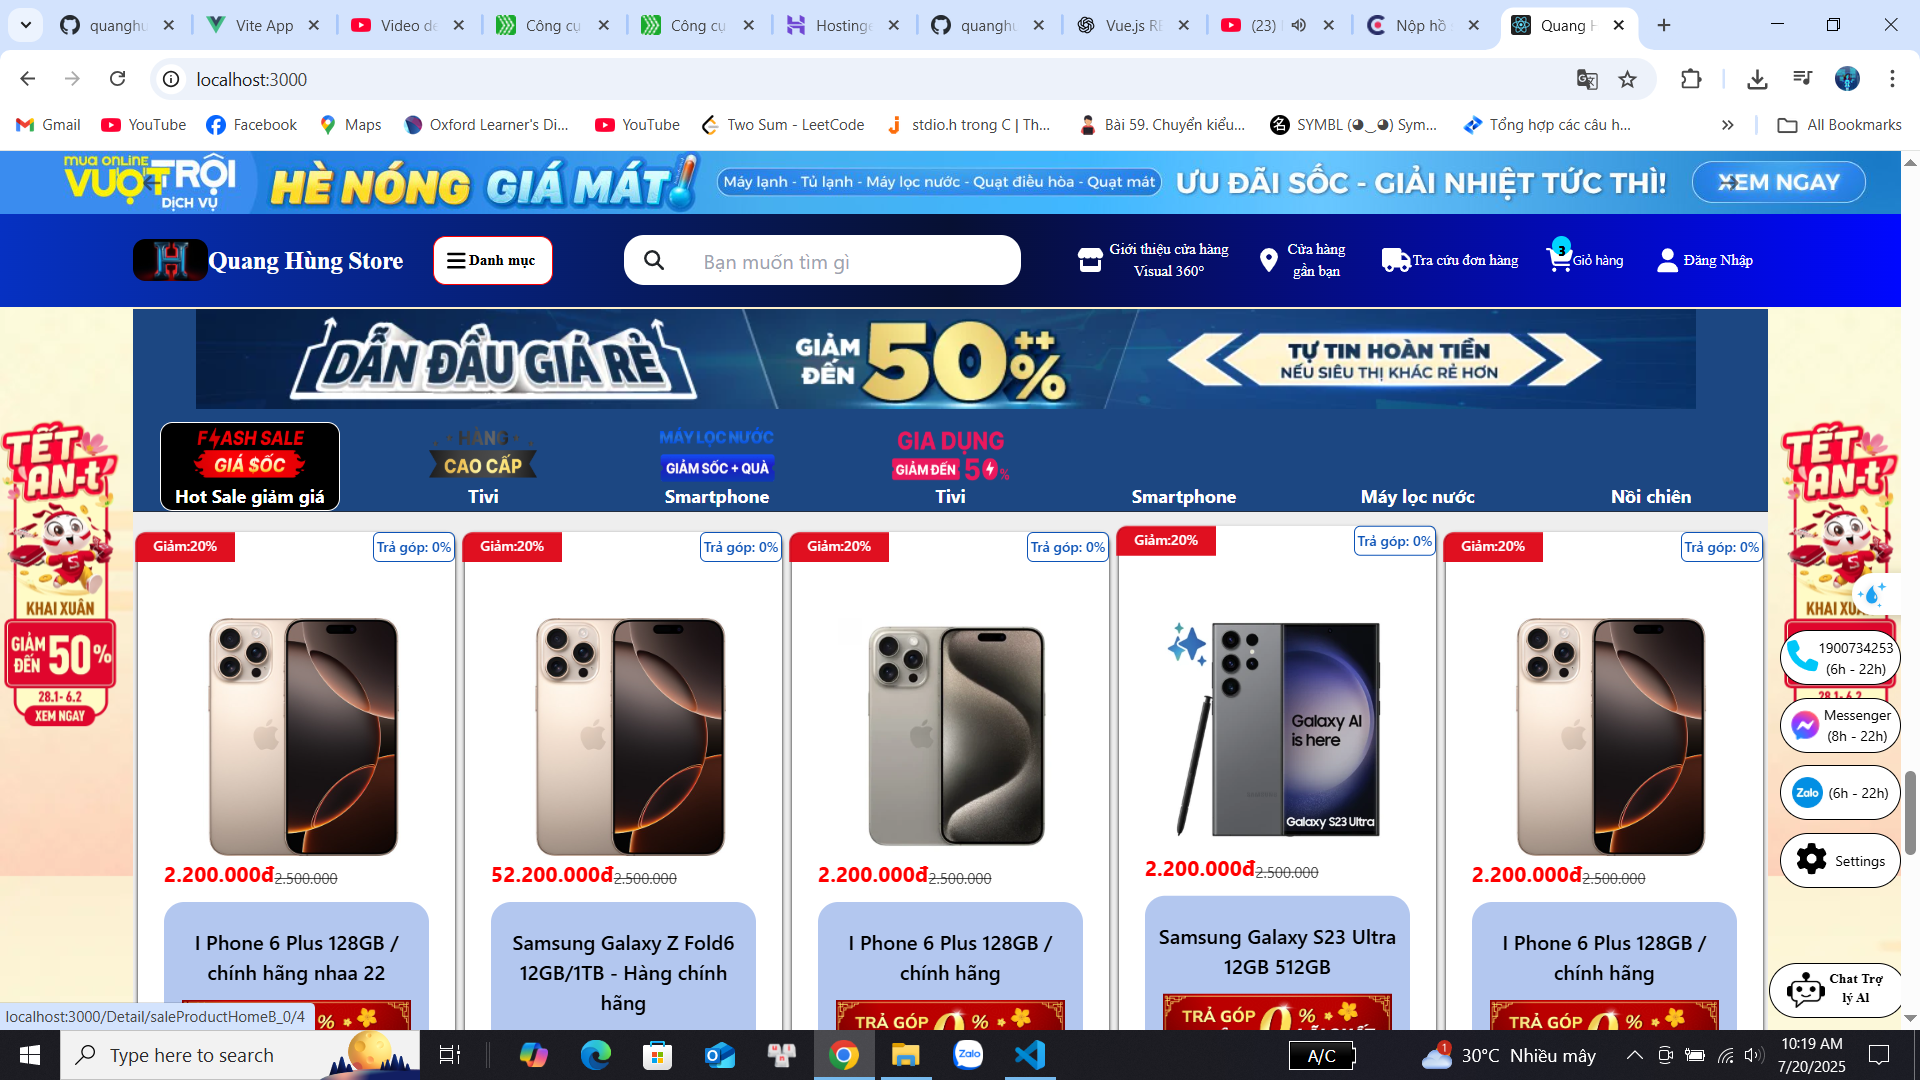 quanghu
Vite App
Video de
Công cụ
Công cụ
Hostinge
quanghu
Vue.js RE
(23)
Nộp hồ s
Quang H
localhost:3000
Gmail
YouTube
Facebook
Maps
Oxford Learner's Di...
YouTube
Two Sum - LeetCode
stdio.h trong C | Th...
Bài 59. Chuyển kiểu...
SYMBL (◕‿◕) Sym...
Tổng hợp các câu h...
All Bookmarks
mua online
VƯỢT TRỘI
DỊCH VỤ
HÈ NÓNG GIÁ MÁT
Máy lạnh - Tủ lạnh - Máy lọc nước - Quạt điều hòa - Quạt mát
ƯU ĐÃI SỐC - GIẢI NHIỆT TỨC THÌ!
XEM NGAY
H
Quang Hùng Store
Danh mục
Bạn muốn tìm gì
Giới thiệu cửa hàng
Visual 360°
Cửa hàng
gần bạn
Tra cứu đơn hàng
3
Giỏ hàng
Đăng Nhập
DẪN ĐẦU GIÁ RẺ
GIẢM
ĐẾN
50++%
TỰ TIN HOÀN TIỀN
NẾU SIÊU THỊ KHÁC RẺ HƠN
FLASH SALE
GIÁ $ỐC
Hot Sale giảm giá
HÀNG
CAO CẤP
Tivi
MÁY LỌC NƯỚC
GIẢM SỐC + QUÀ
Smartphone
GIA DỤNG
GIẢM ĐẾN 50%
Tivi
Smartphone
Máy lọc nước
Nồi chiên
TẾT
AN-t
KHAI XUÂN
GIẢM
ĐẾN
50%
28.1- 6.2
XEM NGAY
TẾT
AN-t
KHAI XU
28.1- 6.2
Giảm:20%
Trả góp: 0%
2.200.000đ
2.500.000
I Phone 6 Plus 128GB /
chính hãng nhaa 22
Giảm:20%
Trả góp: 0%
52.200.000đ
2.500.000
Samsung Galaxy Z Fold6
12GB/1TB - Hàng chính
hãng
Giảm:20%
Trả góp: 0%
2.200.000đ
2.500.000
I Phone 6 Plus 128GB /
chính hãng
TRẢ GÓP 0%
Giảm:20%
Trả góp: 0%
Galaxy AI
is here
Galaxy S23 Ultra
2.200.000đ
2.500.000
Samsung Galaxy S23 Ultra
12GB 512GB
TRẢ GÓP 0%
Giảm:20%
Trả góp: 0%
2.200.000đ
2.500.000
I Phone 6 Plus 128GB /
chính hãng
TRẢ GÓP 0%
1900734253
(6h - 22h)
Messenger
(8h - 22h)
Zalo
(6h - 22h)
Settings
Chat Trợ
lý AI
localhost:3000/Detail/saleProductHomeB_0/4
%
Type here to search
Zalo
A/C
1
30°C Nhiều mây
10:19 AM
7/20/2025